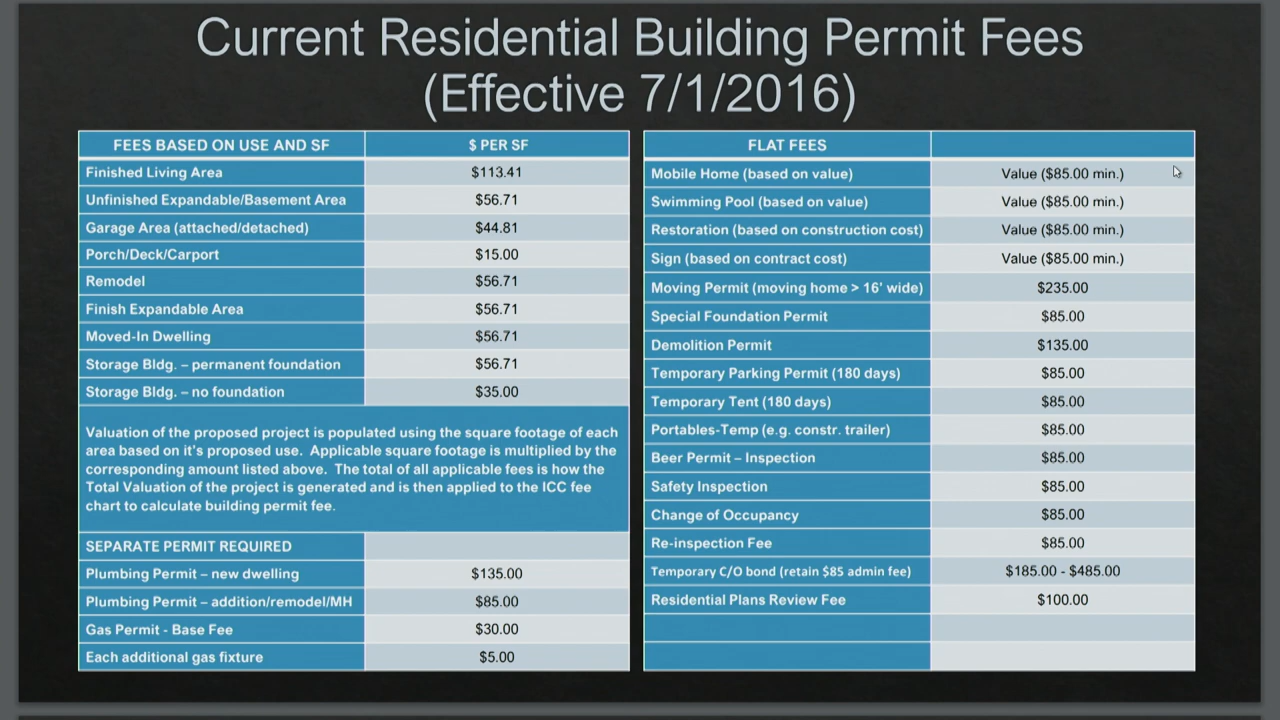 Current Residential Building Permit Fees
(Effective 7/1/2016)
FEES BASED ON USE AND SF $ PER SF
Finished Living Area $113.41
Unfinished Expandable/Basement Area $56.71
Garage Area (attached/detached) $44.81
Porch/Deck/Carport $15.00
Remodel $56.71
Finish Expandable Area $56.71
Moved-In Dwelling $56.71
Storage Bldg. – permanent foundation $56.71
Storage Bldg. – no foundation $35.00
Valuation of the proposed project is populated using the square footage of each
area based on it's proposed use. Applicable square footage is multiplied by the
corresponding amount listed above. The total of all applicable fees is how the
Total Valuation of the project is generated and is then applied to the ICC fee
chart to calculate building permit fee.
SEPARATE PERMIT REQUIRED
Plumbing Permit – new dwelling $135.00
Plumbing Permit – addition/remodel/MH $85.00
Gas Permit - Base Fee $30.00
Each additional gas fixture $5.00
FLAT FEES
Mobile Home (based on value) Value ($85.00 min.)
Swimming Pool (based on value) Value ($85.00 min.)
Restoration (based on construction cost) Value ($85.00 min.)
Sign (based on contract cost) Value ($85.00 min.)
Moving Permit (moving home > 16' wide) $235.00
Special Foundation Permit $85.00
Demolition Permit $135.00
Temporary Parking Permit (180 days) $85.00
Temporary Tent (180 days) $85.00
Portables-Temp (e.g. constr. trailer) $85.00
Beer Permit – Inspection $85.00
Safety Inspection $85.00
Change of Occupancy $85.00
Re-inspection Fee $85.00
Temporary C/O bond (retain $85 admin fee) $185.00 - $485.00
Residential Plans Review Fee $100.00